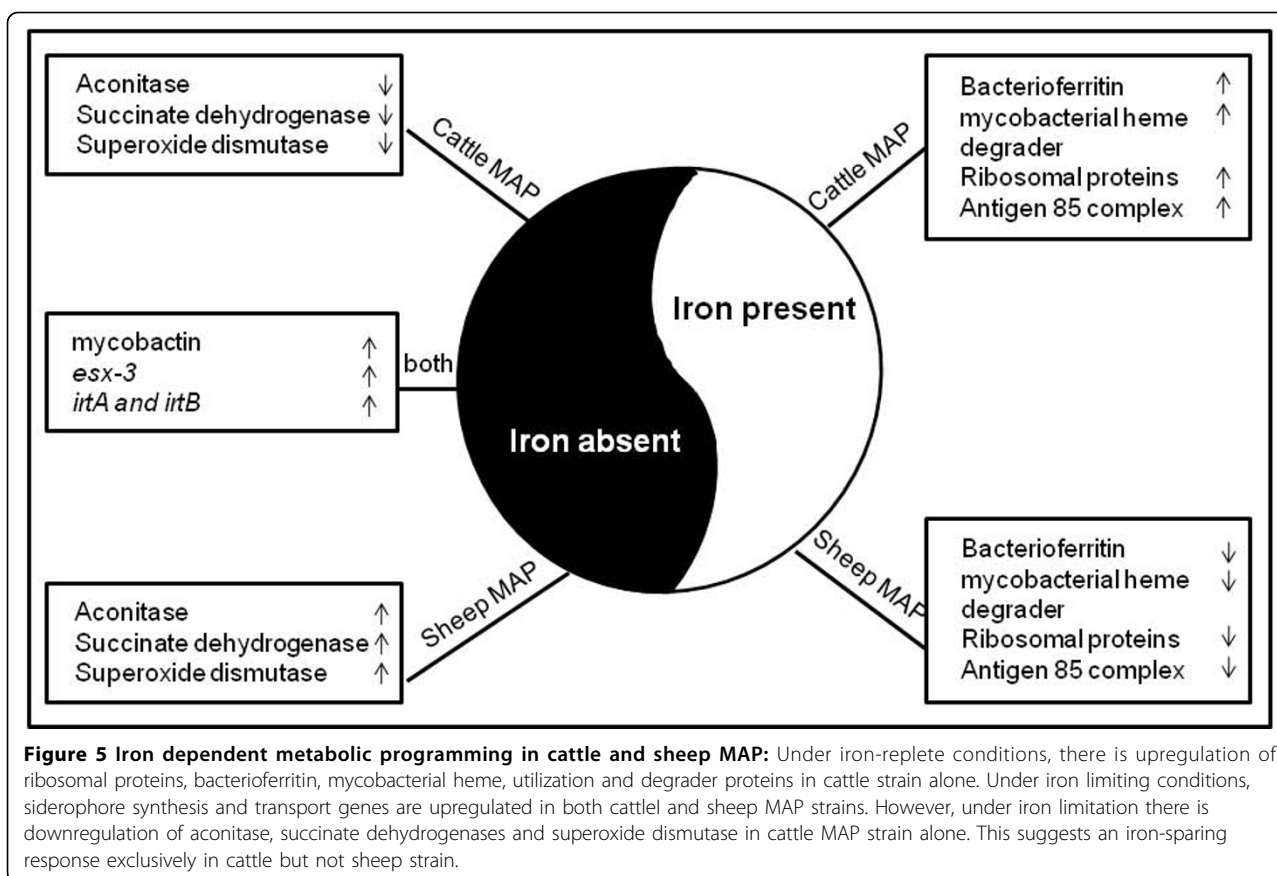 Aconitase ↓
Succinate dehydrogenase ↓
Superoxide dismutase ↓
Cattle MAP
mycobactin ↑
esx-3 ↑
irtA and irtB ↑
both
Aconitase ↑
Succinate dehydrogenase ↑
Superoxide dismutase ↑
Sheep MAP
Iron absent
Iron present
Cattle MAP
Bacterioferritin ↑
mycobacterial heme ↑
degrader
Ribosomal proteins ↑
Antigen 85 complex ↑
Sheep MAP
Bacterioferritin ↓
mycobacterial heme ↓
degrader
Ribosomal proteins ↓
Antigen 85 complex ↓
Figure 5 Iron dependent metabolic programming in cattle and sheep MAP: Under iron-replete conditions, there is upregulation of
ribosomal proteins, bacterioferritin, mycobacterial heme, utilization and degrader proteins in cattle strain alone. Under iron limiting conditions,
siderophore synthesis and transport genes are upregulated in both cattlel and sheep MAP strains. However, under iron limitation there is
downregulation of aconitase, succinate dehydrogenases and superoxide dismutase in cattle MAP strain alone. This suggests an iron-sparing
response exclusively in cattle but not sheep strain.